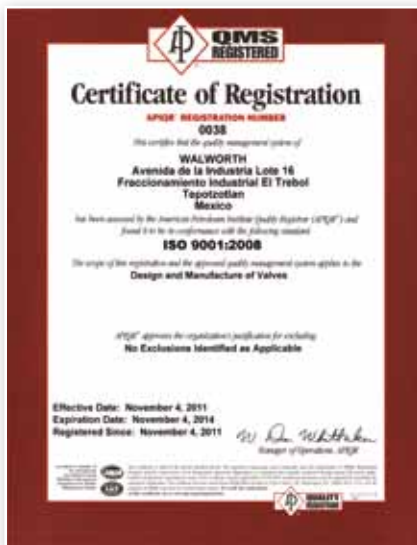 QMS
REGISTERED
Certificate of Registration
APIQR® REGISTRATION NUMBER
0038
This certifies that the quality management system of
WALWORTH
Avenida de la Industria Lote 16
Fraccionamiento Industrial El Trebol
Tepotzotlan
Mexico
has been assessed by the American Petroleum Institute Quality Registrar (APIQR®) and
found it to be in conformance with the following standard:
ISO 9001:2008
The scope of this registration and the approved quality management system applies to the
Design and Manufacture of Valves
APIQR® approves the organization's justification for excluding:
No Exclusions Identified as Applicable
Effective Date: November 4, 2011
Expiration Date: November 4, 2014
Registered Since: November 4, 2011
Manager of Operations, APIQR
QUALITY
REGISTRAR